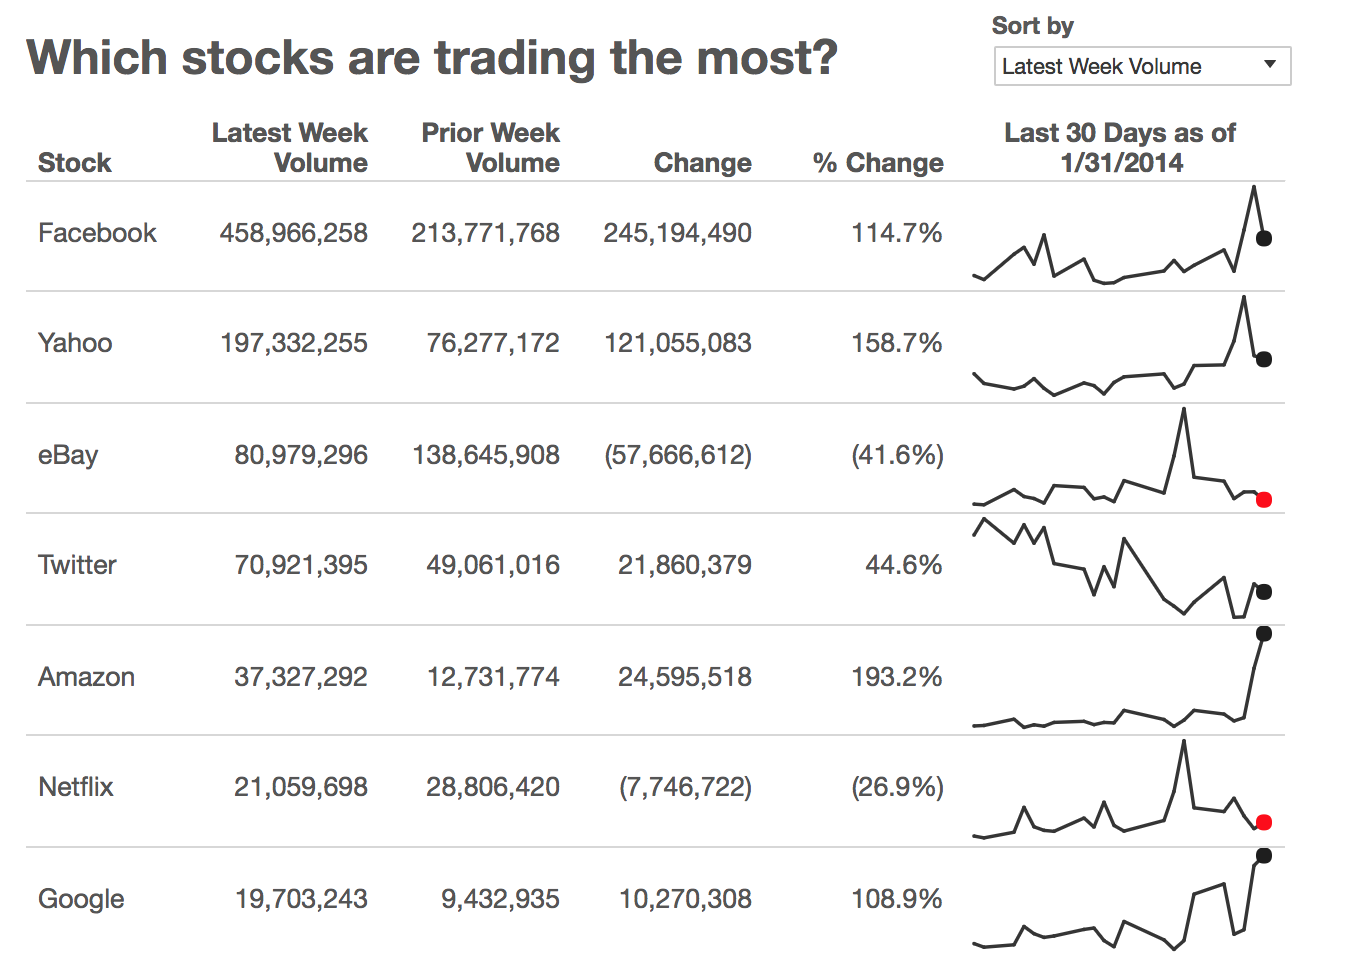 Sort by
Which stocks are trading the most?
Latest Week Volume
Latest Week Prior Week Last 30 Days as of
Stock Volume Volume Change % Change 1/31/2014
Facebook 458,966,258 213,771,768 245,194,490 114.7%
Yahoo 197,332,255 76,277,172 121,055,083 158.7%
eBay 80,979,296 138,645,908 (57,666,612) (41.6%)
Twitter 70,921,395 49,061,016 21,860,379 44.6%
Amazon 37,327,292 12,731,774 24,595,518 193.2%
Netflix 21,059,698 28,806,420 (7,746,722) (26.9%)
Google 19,703,243 9,432,935 10,270,308 108.9%